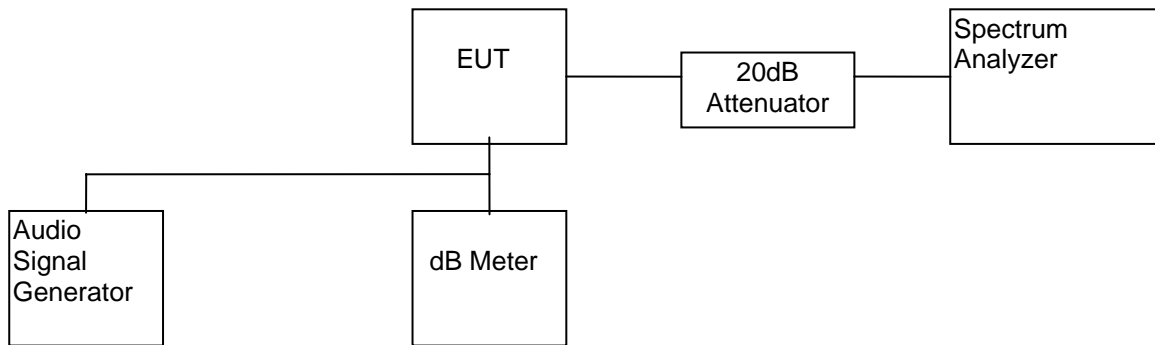 EUT
20dB
Attenuator
Spectrum
Analyzer
Audio
Signal
Generator
dB Meter